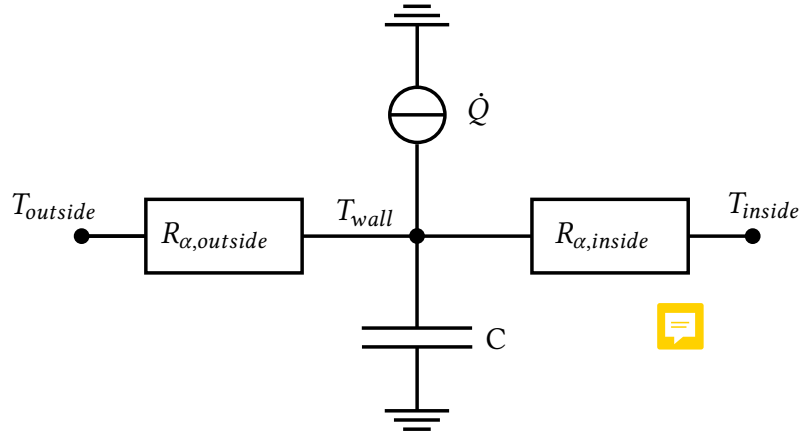 Q̇
T_outside
R_α,outside
T_wall
R_α,inside
T_inside
C